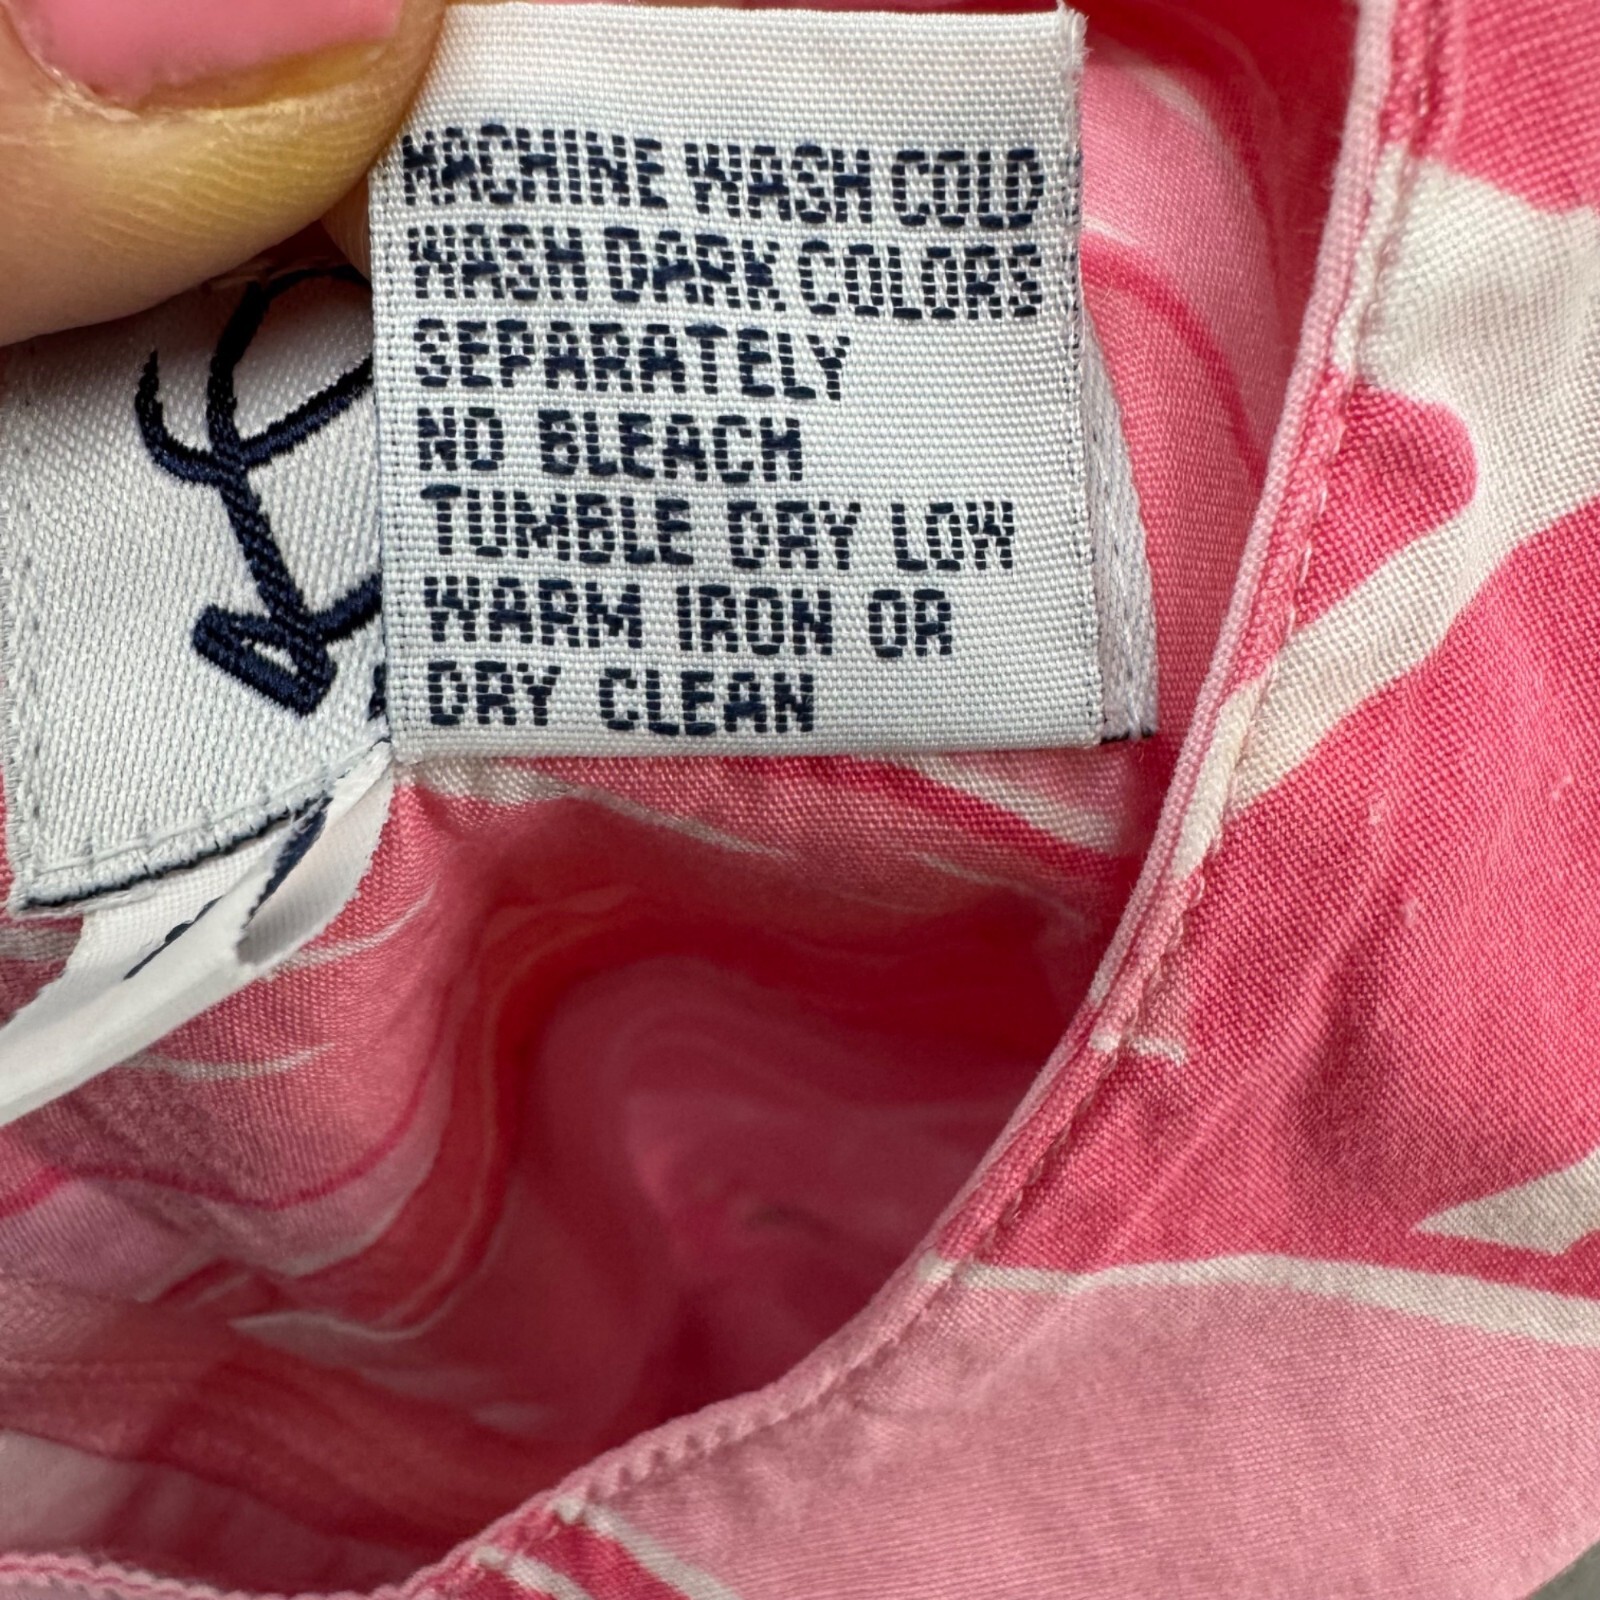 MACHINE WASH COLD
WASH DARK COLORS
SEPARATELY
NO BLEACH
TUMBLE DRY LOW
WARM IRON OR
DRY CLEAN